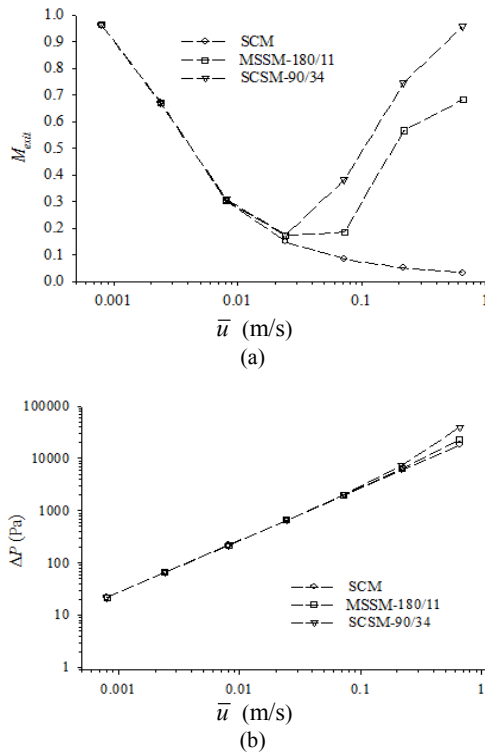 1.0
SCM
0.9
MSSM-180/11
0.8
SCSM-90/34
0.7
0.6
M_exit
0.5
0.4
0.3
0.2
0.1
0.0
0.001 0.01 0.1 1
u̅ (m/s)
(a)
100000
10000
1000
ΔP (Pa)
100
SCM
10
MSSM-180/11
SCSM-90/34
1
0.001 0.01 0.1 1
u̅ (m/s)
(b)